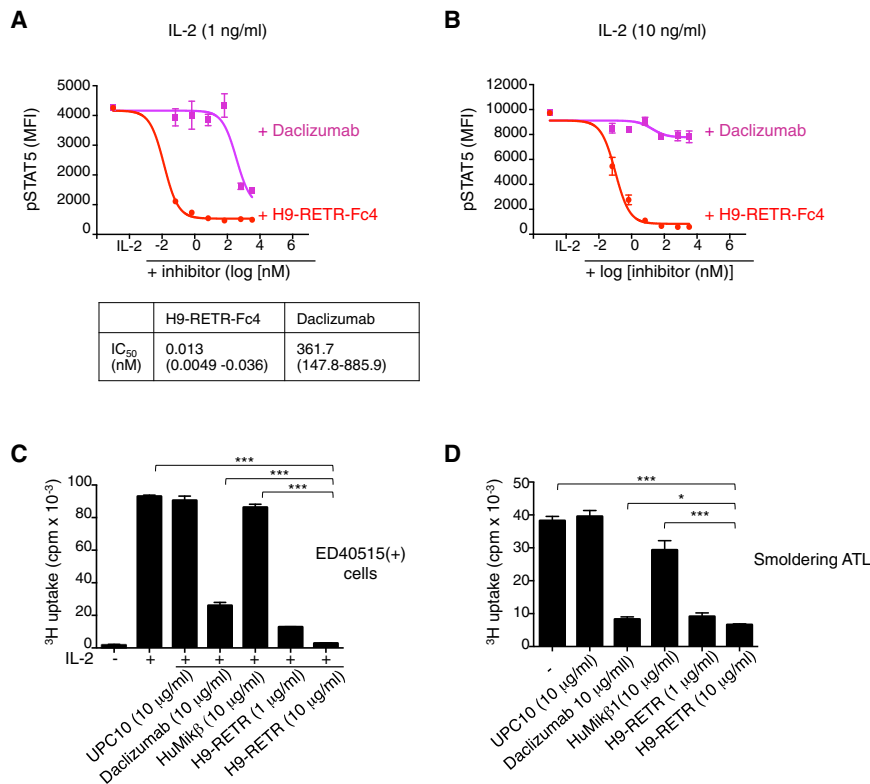 A
IL-2 (1 ng/ml)
pSTAT5 (MFI)
5000
4000
3000
2000
1000
0
+ Daclizumab
+ H9-RETR-Fc4
IL-2 -2 0 2 4 6
+ inhibitor (log [nM)
H9-RETR-Fc4 Daclizumab
IC50 (nM) 0.013 (0.0049 -0.036) 361.7 (147.8-885.9)
B
IL-2 (10 ng/ml)
pSTAT5 (MFI)
12000
10000
8000
6000
4000
2000
0
+ Daclizumab
+ H9-RETR-Fc4
IL-2 -2 0 2 4 6
+ log [inhibitor (nM)]
C
3H uptake (cpm x 10-3)
100
80
60
40
20
0
***
***
***
ED40515(+)
cells
IL-2 - + + + + + +
UPC10 (10 μg/ml)
Daclizumab (10 μg/ml)
HuMikβ (10 μg/ml)
H9-RETR (1 μg/ml)
H9-RETR (10 μg/ml)
D
3H uptake (cpm x 10-3)
50
40
30
20
10
0
***
*
***
Smoldering ATL
-
UPC10 (10 μg/ml)
Daclizumab 10 μg/mll)
HuMikβ1(10 μg/ml)
H9-RETR (1 μg/ml)
H9-RETR (10 μg/ml)